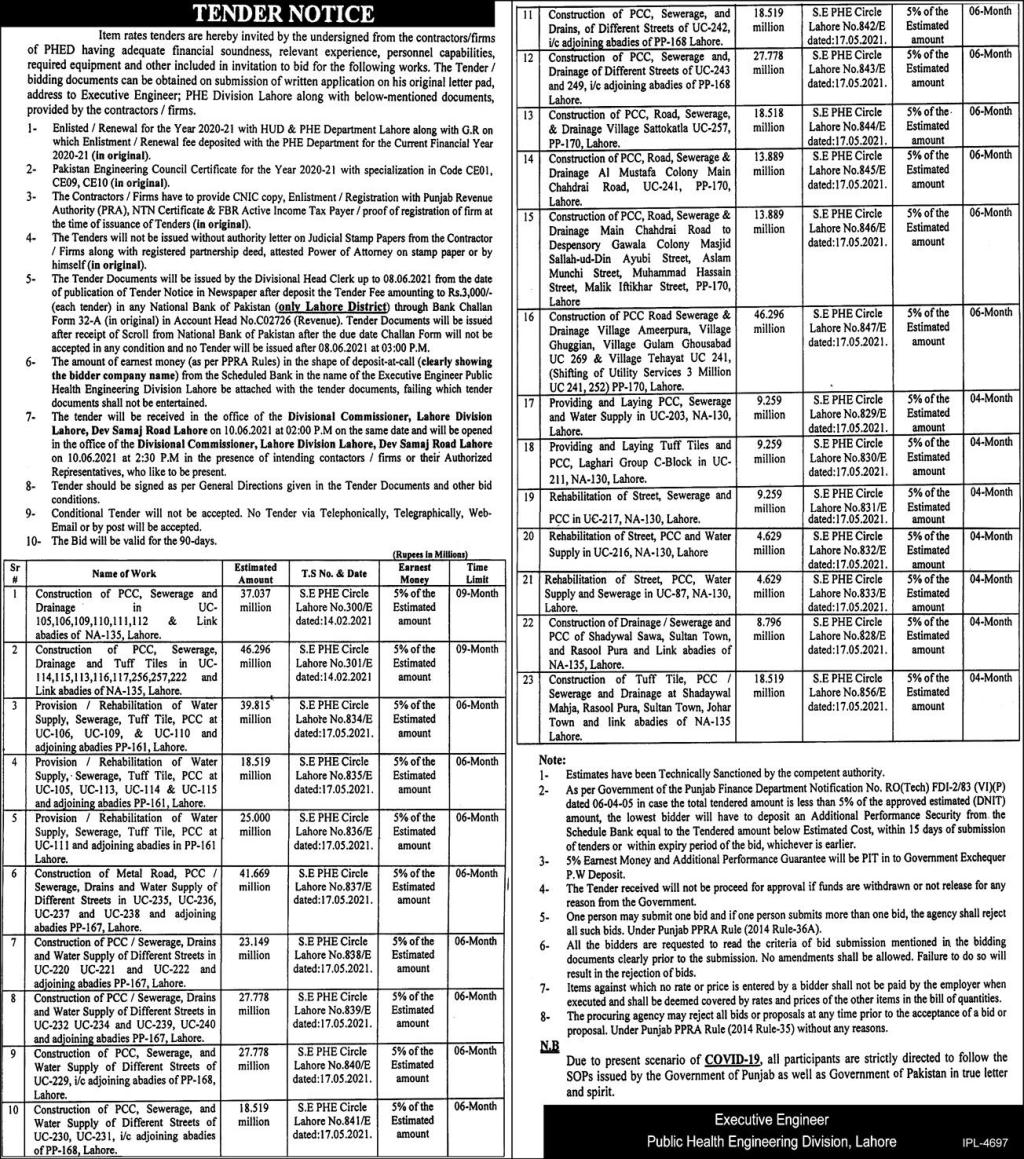 TENDER NOTICE
Item rates tenders are hereby invited by the undersigned from the contractors/firms
of PHED having adequate financial soundness, relevant experience, personnel capabilities,
required equipment and other included in invitation to bid for the following works. The Tender /
bidding documents can be obtained on submission of written application on his original letter pad,
address to Executive Engineer; PHE Division Lahore along with below-mentioned documents,
provided by the contractors / firms.
1- Enlisted / Renewal for the Year 2020-21 with HUD & PHE Department Lahore along with G.R on
which Enlistment / Renewal fee deposited with the PHE Department for the Current Financial Year
2020-21 (in original).
2- Pakistan Engineering Council Certificate for the Year 2020-21 with specialization in Code CE01,
CE09, CE10 (in original).
3- The Contractors / Firms have to provide CNIC copy, Enlistment / Registration with Punjab Revenue
Authority (PRA), NTN Certificate & FBR Active Income Tax Payer / proof of registration of firm at
the time of issuance of Tenders (in original).
4- The Tenders will not be issued without authority letter on Judicial Stamp Papers from the Contractor
/ Firms along with registered partnership deed, attested Power of Attorney on stamp paper or by
himself (in original).
5- The Tender Documents will be issued by the Divisional Head Clerk up to 08.06.2021 from the date
of publication of Tender Notice in Newspaper after deposit the Tender Fee amounting to Rs.3,000/-
(each tender) in any National Bank of Pakistan (only Lahore District) through Bank Challan
Form 32-A (in original) in Account Head No.C02726 (Revenue). Tender Documents will be issued
after receipt of Scroll from National Bank of Pakistan after the due date Challan Form will not be
accepted in any condition and no Tender will be issued after 08.06.2021 at 03:00 P.M.
6- The amount of earnest money (as per PPRA Rules) in the shape of deposit-at-call (clearly showing
the bidder company name) from the Scheduled Bank in the name of the Executive Engineer Public
Health Engineering Division Lahore be attached with the tender documents, failing which tender
documents shall not be entertained.
7- The tender will be received in the office of the Divisional Commissioner, Lahore Division
Lahore, Dev Samaj Road Lahore on 10.06.2021 at 02:00 P.M on the same date and will be opened
in the office of the Divisional Commissioner, Lahore Division Lahore, Dev Samaj Road Lahore
on 10.06.2021 at 2:30 P.M in the presence of intending contactors / firms or their Authorized
Representatives, who like to be present.
8- Tender should be signed as per General Directions given in the Tender Documents and other bid
conditions.
9- Conditional Tender will not be accepted. No Tender via Telephonically, Telegraphically, Web-
Email or by post will be accepted.
10- The Bid will be valid for the 90-days.
(Rupees in Millions)
Sr Name of Work Estimated T.S No. & Date Earnest Time
# Amount Money Limit
1 Construction of PCC, Sewerage and 37.037 S.E PHE Circle 5% of the 09-Month
Drainage in UC- million Lahore No.300/E Estimated
105,106,109,110,111,112 & Link dated:14.02.2021 amount
abadies of NA-135, Lahore.
2 Construction of PCC, Sewerage, 46.296 S.E PHE Circle 5% of the 09-Month
Drainage and Tuff Tiles in UC- million Lahore No.301/E Estimated
114,115,113,116,117,256,257,222 and dated:14.02.2021 amount
Link abadies of NA-135, Lahore.
3 Provision / Rehabilitation of Water 39.815 S.E PHE Circle 5% of the 06-Month
Supply, Sewerage, Tuff Tile, PCC at million Lahore No.834/E Estimated
UC-106, UC-109, & UC-110 and dated:17.05.2021. amount
adjoining abadies PP-161, Lahore.
4 Provision / Rehabilitation of Water 18.519 S.E PHE Circle 5% of the 06-Month
Supply, Sewerage, Tuff Tile, PCC at million Lahore No.835/E Estimated
UC-105, UC-113, UC-114 & UC-115 dated:17.05.2021. amount
and adjoining abadies PP-161, Lahore.
5 Provision / Rehabilitation of Water 25.000 S.E PHE Circle 5% of the 06-Month
Supply, Sewerage, Tuff Tile, PCC at million Lahore No.836/E Estimated
UC-111 and adjoining abadies in PP-161 dated:17.05.2021. amount
Lahore.
6 Construction of Metal Road, PCC / 41.669 S.E PHE Circle 5% of the 06-Month
Sewerage, Drains and Water Supply of million Lahore No.837/E Estimated
Different Streets in UC-235, UC-236, dated:17.05.2021. amount
UC-237 and UC-238 and adjoining
abadies PP-167, Lahore.
7 Construction of PCC / Sewerage, Drains 23.149 S.E PHE Circle 5% of the 06-Month
and Water Supply of Different Streets in million Lahore No.838/E Estimated
UC-220 UC-221 and UC-222 and dated:17.05.2021. amount
adjoining abadies PP-167, Lahore.
8 Construction of PCC / Sewerage, Drains 27.778 S.E PHE Circle 5% of the 06-Month
and Water Supply of Different Streets in million Lahore No.839/E Estimated
UC-232 UC-234 and UC-239, UC-240 dated:17.05.2021. amount
and adjoining abadies PP-167, Lahore.
9 Construction of PCC, Sewerage, and 27.778 S.E PHE Circle 5% of the 06-Month
Water Supply of Different Streets of million Lahore No.840/E Estimated
UC-229, i/c adjoining abadies of PP-168, dated:17.05.2021. amount
Lahore.
10 Construction of PCC, Sewerage, and 18.519 S.E PHE Circle 5% of the 06-Month
Water Supply of Different Streets of million Lahore No.841/E Estimated
UC-230, UC-231, i/c adjoining abadies dated:17.05.2021. amount
of PP-168, Lahore.
11 Construction of PCC, Sewerage, and 18.519 S.E PHE Circle 5% of the 06-Month
Drains, of Different Streets of UC-242, million Lahore No.842/E Estimated
i/c adjoining abadies of PP-168 Lahore. dated:17.05.2021. amount
12 Construction of PCC, Sewerage and, 27.778 S.E PHE Circle 5% of the 06-Month
Drainage of Different Streets of UC-243 million Lahore No.843/E Estimated
and 249, i/c adjoining abadies of PP-168 dated:17.05.2021. amount
Lahore.
13 Construction of PCC, Road, Sewerage, 18.518 S.E PHE Circle 5% of the 06-Month
& Drainage Village Sattokatla UC-257, million Lahore No.844/E Estimated
PP-170, Lahore. dated:17.05.2021. amount
14 Construction of PCC, Road, Sewerage & 13.889 S.E PHE Circle 5% of the 06-Month
Drainage Al Mustafa Colony Main million Lahore No.845/E Estimated
Chahdrai Road, UC-241, PP-170, dated:17.05.2021. amount
Lahore.
15 Construction of PCC, Road, Sewerage & 13.889 S.E PHE Circle 5% of the 06-Month
Drainage Main Chahdrai Road to million Lahore No.846/E Estimated
Despensory Gawala Colony Masjid dated:17.05.2021. amount
Sallah-ud-Din Ayubi Street, Aslam
Munchi Street, Muhammad Hassain
Street, Malik Iftikhar Street, PP-170,
Lahore
16 Construction of PCC Road Sewerage & 46.296 S.E PHE Circle 5% of the 06-Month
Drainage Village Ameerpura, Village million Lahore No.847/E Estimated
Ghuggian, Village Gulam Ghousabad dated:17.05.2021. amount
UC 269 & Village Tehayat UC 241,
(Shifting of Utility Services 3 Million
UC 241, 252) PP-170, Lahore.
17 Providing and Laying PCC, Sewerage 9.259 S.E PHE Circle 5% of the 04-Month
and Water Supply in UC-203, NA-130, million Lahore No.829/E Estimated
Lahore. dated:17.05.2021. amount
18 Providing and Laying Tuff Tiles and 9.259 S.E PHE Circle 5% of the 04-Month
PCC, Laghari Group C-Block in UC- million Lahore No.830/E Estimated
211, NA-130, Lahore. dated:17.05.2021. amount
19 Rehabilitation of Street, Sewerage and 9.259 S.E PHE Circle 5% of the 04-Month
PCC in UC-217, NA-130, Lahore. million Lahore No.831/E Estimated
dated:17.05.2021. amount
20 Rehabilitation of Street, PCC and Water 4.629 S.E PHE Circle 5% of the 04-Month
Supply in UC-216, NA-130, Lahore million Lahore No.832/E Estimated
dated:17.05.2021. amount
21 Rehabilitation of Street, PCC, Water 4.629 S.E PHE Circle 5% of the 04-Month
Supply and Sewerage in UC-87, NA-130, million Lahore No.833/E Estimated
Lahore. dated:17.05.2021. amount
22 Construction of Drainage / Sewerage and 8.796 S.E PHE Circle 5% of the 04-Month
PCC of Shadywal Sawa, Sultan Town, million Lahore No.828/E Estimated
and Rasool Pura and Link abadies of dated:17.05.2021. amount
NA-135, Lahore.
23 Construction of Tuff Tile, PCC / 18.519 S.E PHE Circle 5% of the 04-Month
Sewerage and Drainage at Shadaywal million Lahore No.856/E Estimated
Mahja, Rasool Pura, Sultan Town, Johar dated:17.05.2021. amount
Town and link abadies of NA-135
Lahore.
Note:
1- Estimates have been Technically Sanctioned by the competent authority.
2- As per Government of the Punjab Finance Department Notification No. RO(Tech) FDI-2/83 (VI)(P)
dated 06-04-05 in case the total tendered amount is less than 5% of the approved estimated (DNIT)
amount, the lowest bidder will have to deposit an Additional Performance Security from the
Schedule Bank equal to the Tendered amount below Estimated Cost, within 15 days of submission
of tenders or within expiry period of the bid, whichever is earlier.
3- 5% Earnest Money and Additional Performance Guarantee will be PIT in to Government Exchequer
P.W Deposit.
4- The Tender received will not be proceed for approval if funds are withdrawn or not release for any
reason from the Government.
5- One person may submit one bid and if one person submits more than one bid, the agency shall reject
all such bids. Under Punjab PPRA Rule (2014 Rule-36A).
6- All the bidders are requested to read the criteria of bid submission mentioned in the bidding
documents clearly prior to the submission. No amendments shall be allowed. Failure to do so will
result in the rejection of bids.
7- Items against which no rate or price is entered by a bidder shall not be paid by the employer when
executed and shall be deemed covered by rates and prices of the other items in the bill of quantities.
8- The procuring agency may reject all bids or proposals at any time prior to the acceptance of a bid or
proposal. Under Punjab PPRA Rule (2014 Rule-35) without any reasons.
N.B
Due to present scenario of COVID-19, all participants are strictly directed to follow the
SOPs issued by the Government of Punjab as well as Government of Pakistan in true letter
and spirit.
Executive Engineer
Public Health Engineering Division, Lahore IPL-4697